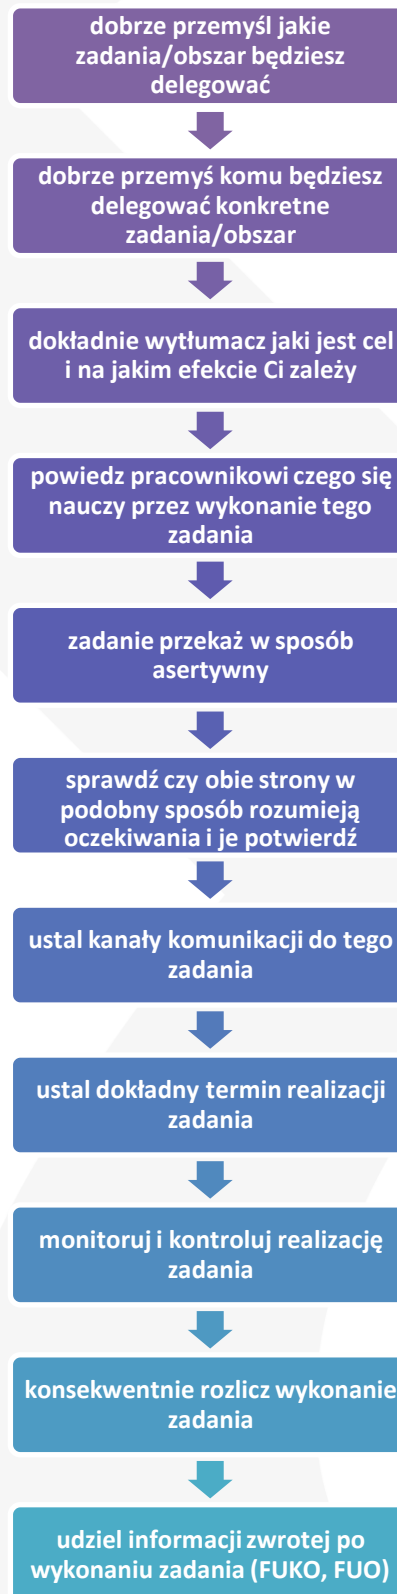 dobrze przemyśl jakie
zadania/obszar będziesz
delegować
dobrze przemyś komu będziesz
delegować konkretne
zadania/obszar
dokładnie wytłumacz jaki jest cel
i na jakim efekcie Ci zależy
powiedz pracownikowi czego się
nauczy przez wykonanie tego
zadania
zadanie przekaż w sposób
asertywny
sprawdź czy obie strony w
podobny sposób rozumieją
oczekiwania i je potwierdź
ustal kanały komunikacji do tego
zadania
ustal dokładny termin realizacji
zadania
monitoruj i kontroluj realizację
zadania
konsekwentnie rozlicz wykonanie
zadania
udziel informacji zwrotej po
wykonaniu zadania (FUKO, FUO)